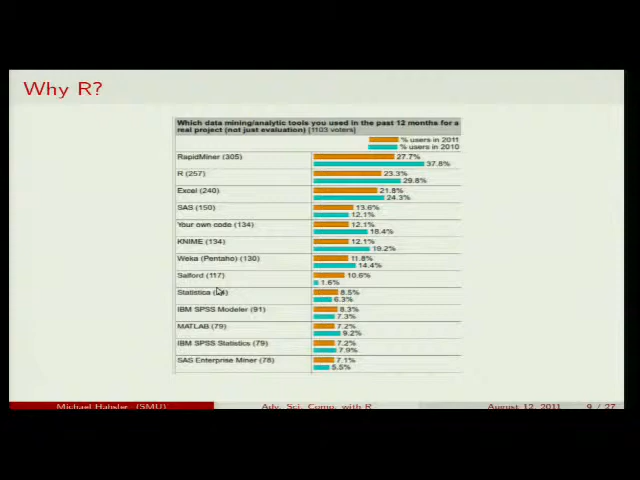 Why R?
Which data mining/analytic tools you used in the past 12 months for a
real project (not just evaluation) [1103 voters]
% users in 2011
% users in 2010
RapidMiner (305) 27.7%
37.8%
R (257) 23.3%
29.8%
Excel (240) 21.8%
24.3%
SAS (150) 13.6%
12.1%
Your own code (134) 12.1%
18.4%
KNIME (134) 12.1%
19.2%
Weka (Pentaho) (130) 11.8%
14.4%
Salford (117) 10.6%
1.6%
Statistica 8.5%
6.3%
IBM SPSS Modeler (91) 8.3%
7.3%
MATLAB (79) 7.2%
9.2%
IBM SPSS Statistics (79) 7.2%
7.9%
SAS Enterprise Miner (78) 7.1%
5.5%
Michael Hahsler (SMU) Adv. Sci. Comp. with R August 12, 2011 9 / 27